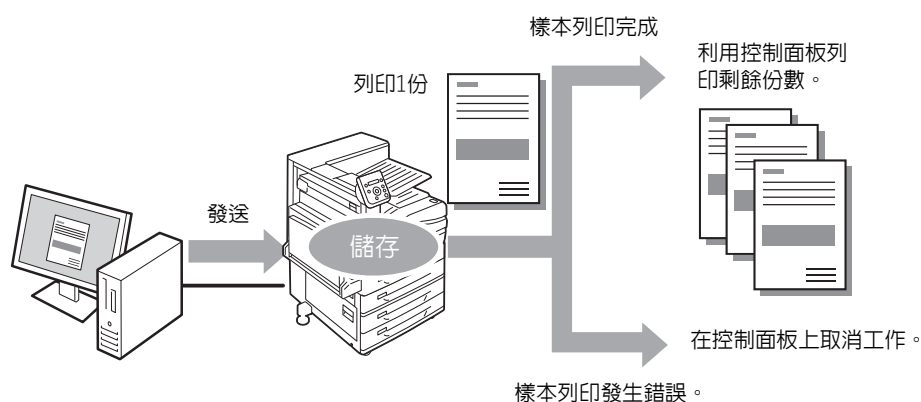 樣本列印完成
利用控制面板列
印剩餘份數。
列印1份
發送
儲存
在控制面板上取消工作。
樣本列印發生錯誤。